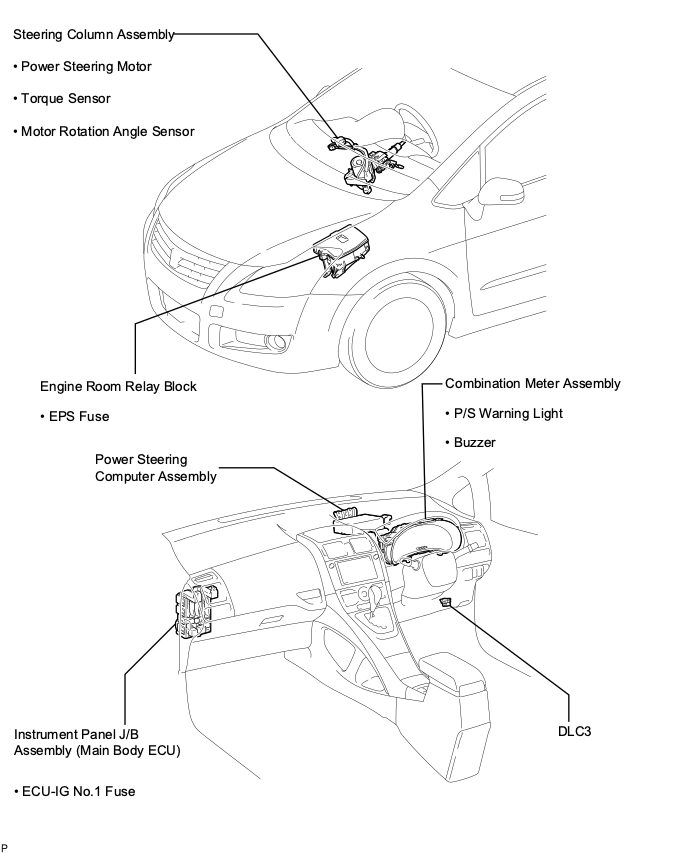 Steering Column Assembly
• Power Steering Motor
• Torque Sensor
• Motor Rotation Angle Sensor
Engine Room Relay Block
• EPS Fuse
Combination Meter Assembly
• P/S Warning Light
• Buzzer
Power Steering
Computer Assembly
Instrument Panel J/B
Assembly (Main Body ECU)
• ECU-IG No.1 Fuse
DLC3
P